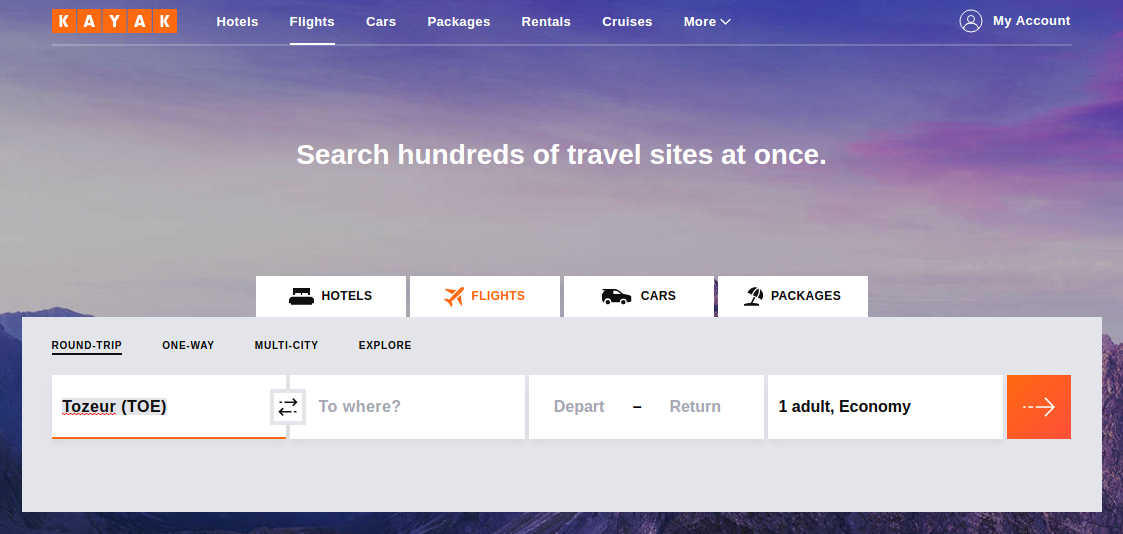 KAYAK Hotels Flights Cars Packages Rentals Cruises More My Account
Search hundreds of travel sites at once.
HOTELS FLIGHTS CARS PACKAGES
ROUND-TRIP ONE-WAY MULTI-CITY EXPLORE
Tozeur (TOE) To where? Depart – Return 1 adult, Economy